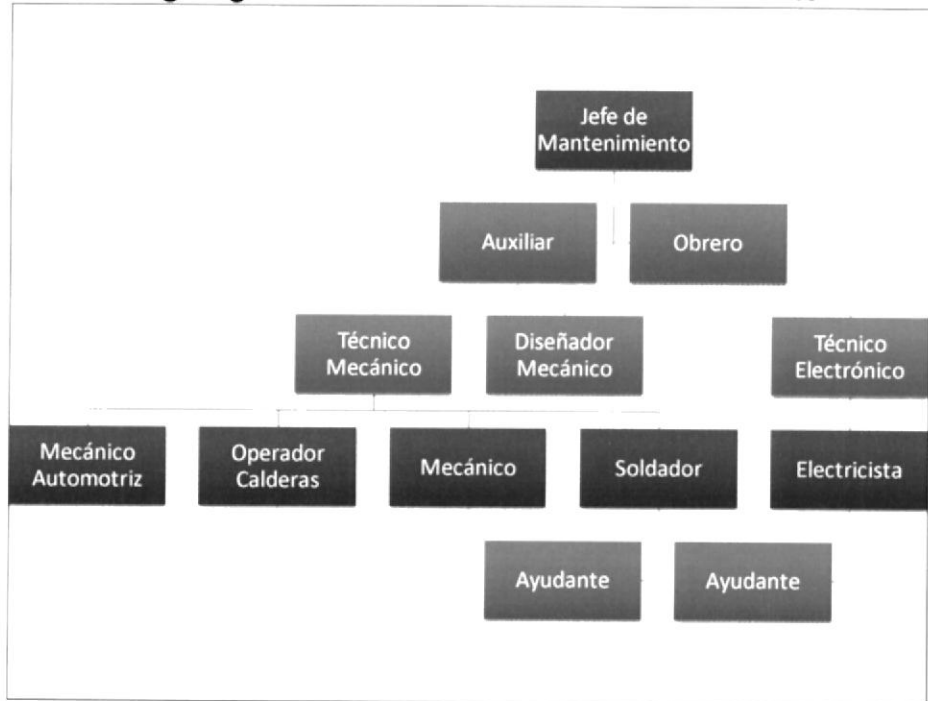 Jefe de
Mantenimiento
Auxiliar
Obrero
Técnico
Mecánico
Diseñador
Mecánico
Técnico
Electrónico
Mecánico
Automotriz
Operador
Calderas
Mecánico
Soldador
Electricista
Ayudante
Ayudante